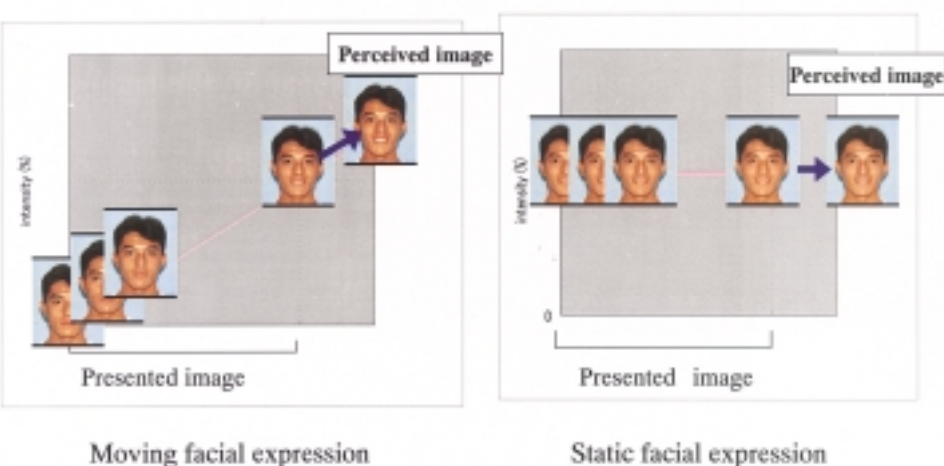 Perceived image
intensity (%)
Presented image
Moving facial expression
Perceived image
intensity (%)
0
Presented image
Static facial expression